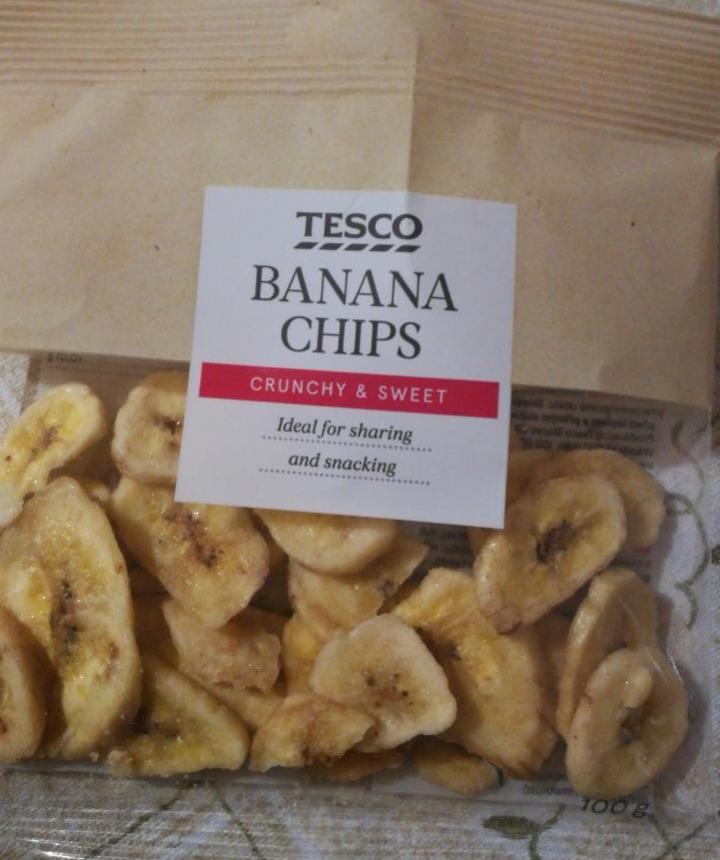 TESCO
BANANA
CHIPS
CRUNCHY & SWEET
Ideal for sharing
and snacking
100 g